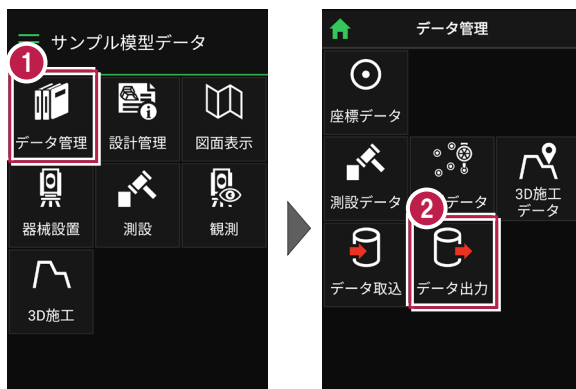 サンプル模型データ
1
データ管理
設計管理
図面表示
器械設置
測設
観測
3D施工
データ管理
座標データ
測設データ
データ
3D施工
データ
2
データ取込
データ出力